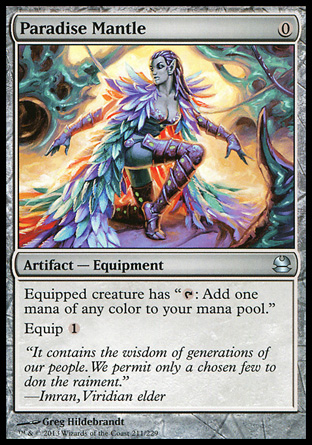 Paradise Mantle 0
Artifact — Equipment
Equipped creature has “T: Add one
mana of any color to your mana pool.”
Equip 1
“It contains the wisdom of generations of
our people. We permit only a chosen few to
don the raiment.”
—Imran, Viridian elder
Greg Hildebrandt
™ & © 2013 Wizards of the Coast 211/229